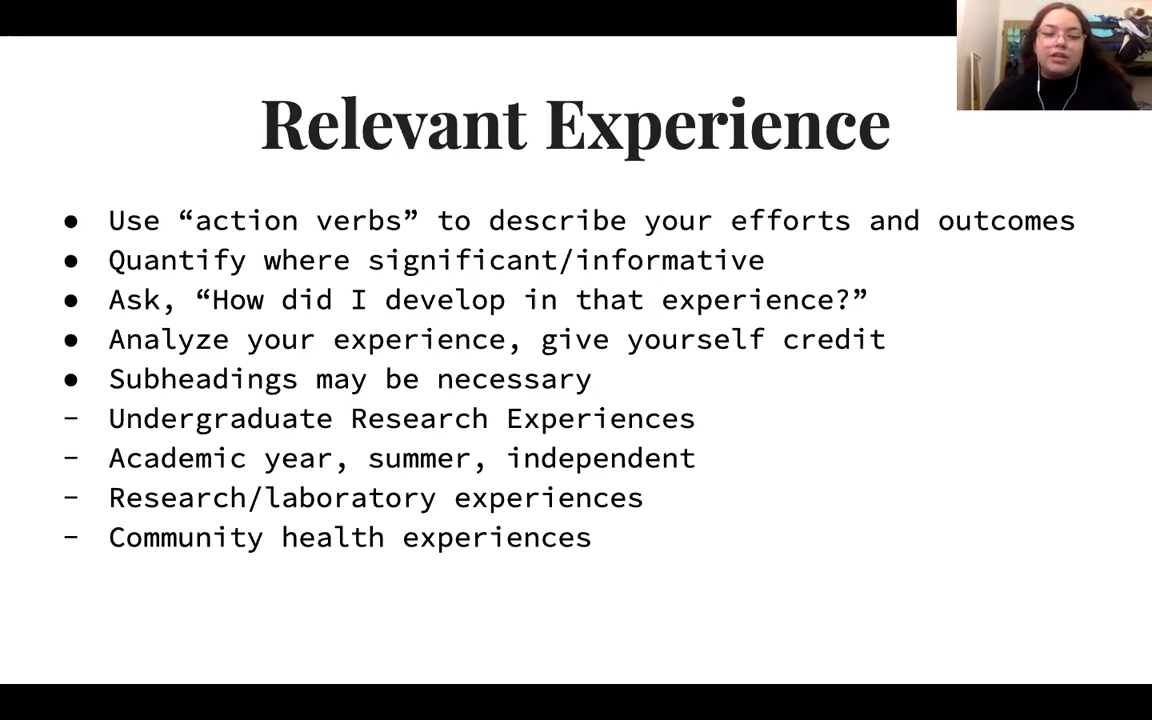 Relevant Experience
● Use “action verbs” to describe your efforts and outcomes
● Quantify where significant/informative
● Ask, “How did I develop in that experience?”
● Analyze your experience, give yourself credit
● Subheadings may be necessary
- Undergraduate Research Experiences
- Academic year, summer, independent
- Research/laboratory experiences
- Community health experiences